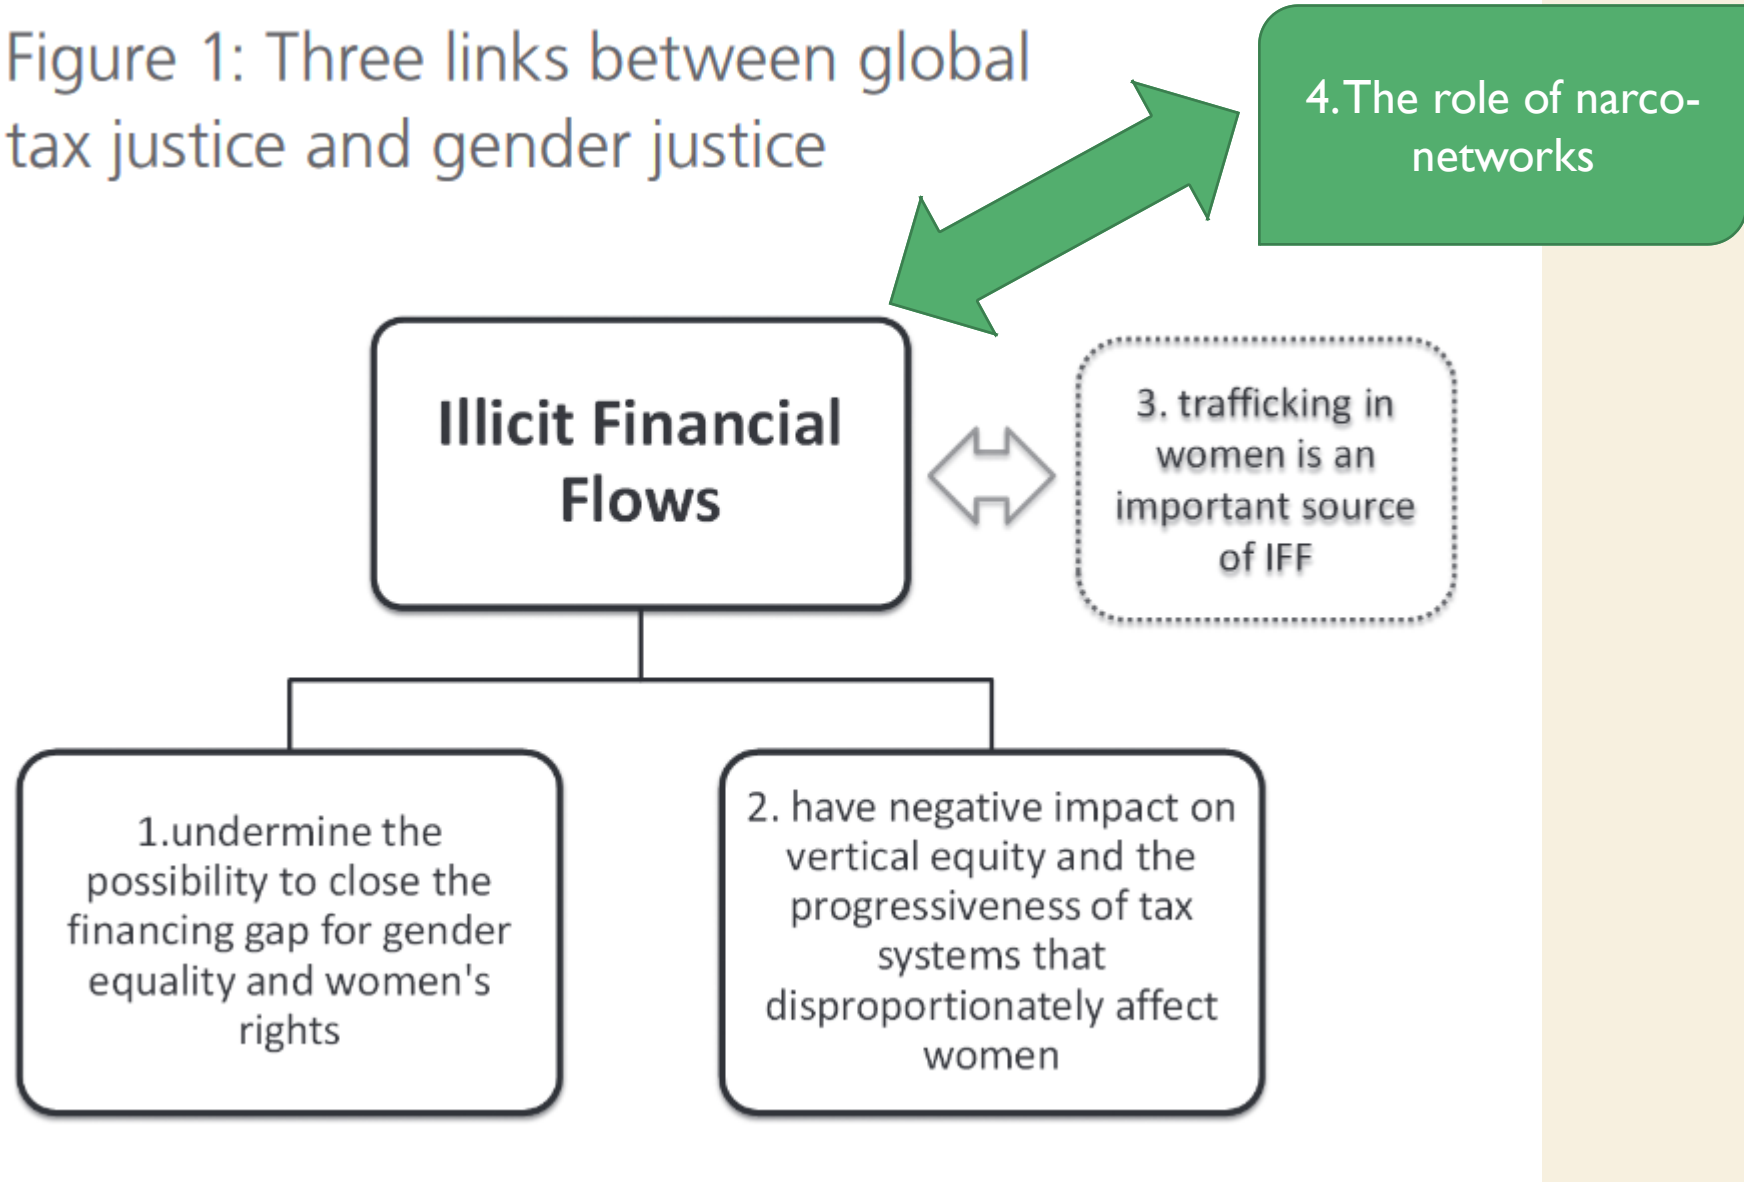 Figure 1: Three links between global
tax justice and gender justice
4. The role of narco-
networks
Illicit Financial
Flows
3. trafficking in
women is an
important source
of IFF
1.undermine the
possibility to close the
financing gap for gender
equality and women's
rights
2. have negative impact on
vertical equity and the
progressiveness of tax
systems that
disproportionately affect
women